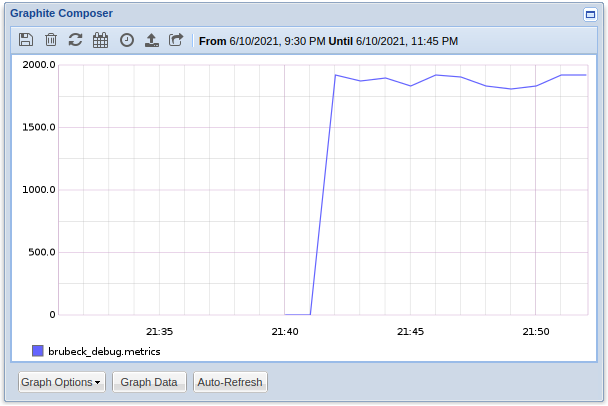 Graphite Composer
From 6/10/2021, 9:30 PM Until 6/10/2021, 11:45 PM
2000.0
1500.0
1000.0
500.0
0
21:35 21:40 21:45 21:50
brubeck_debug.metrics
Graph Options Graph Data Auto-Refresh